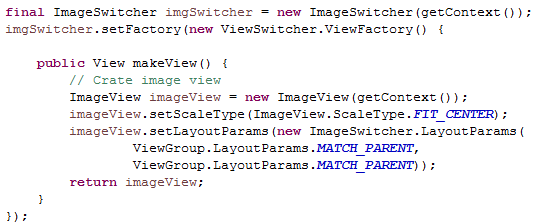 final ImageSwitcher imgSwitcher = new ImageSwitcher(getContext());
imgSwitcher.setFactory(new ViewSwitcher.ViewFactory() {
public View makeView() {
// Crate image view
ImageView imageView = new ImageView(getContext());
imageView.setScaleType(ImageView.ScaleType.FIT_CENTER);
imageView.setLayoutParams(new ImageSwitcher.LayoutParams(
ViewGroup.LayoutParams.MATCH_PARENT,
ViewGroup.LayoutParams.MATCH_PARENT));
return imageView;
}
});